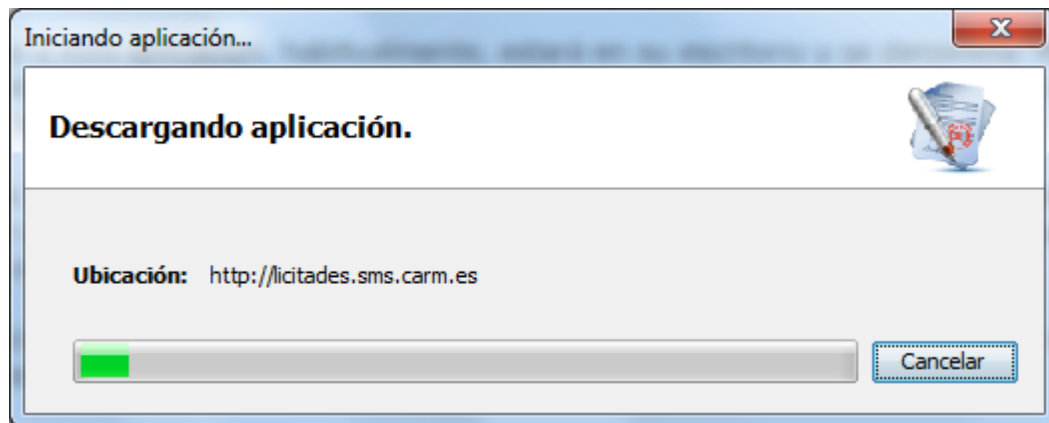 Iniciando aplicación...
Descargando aplicación.
Ubicación: http://licitades.sms.carm.es
Cancelar